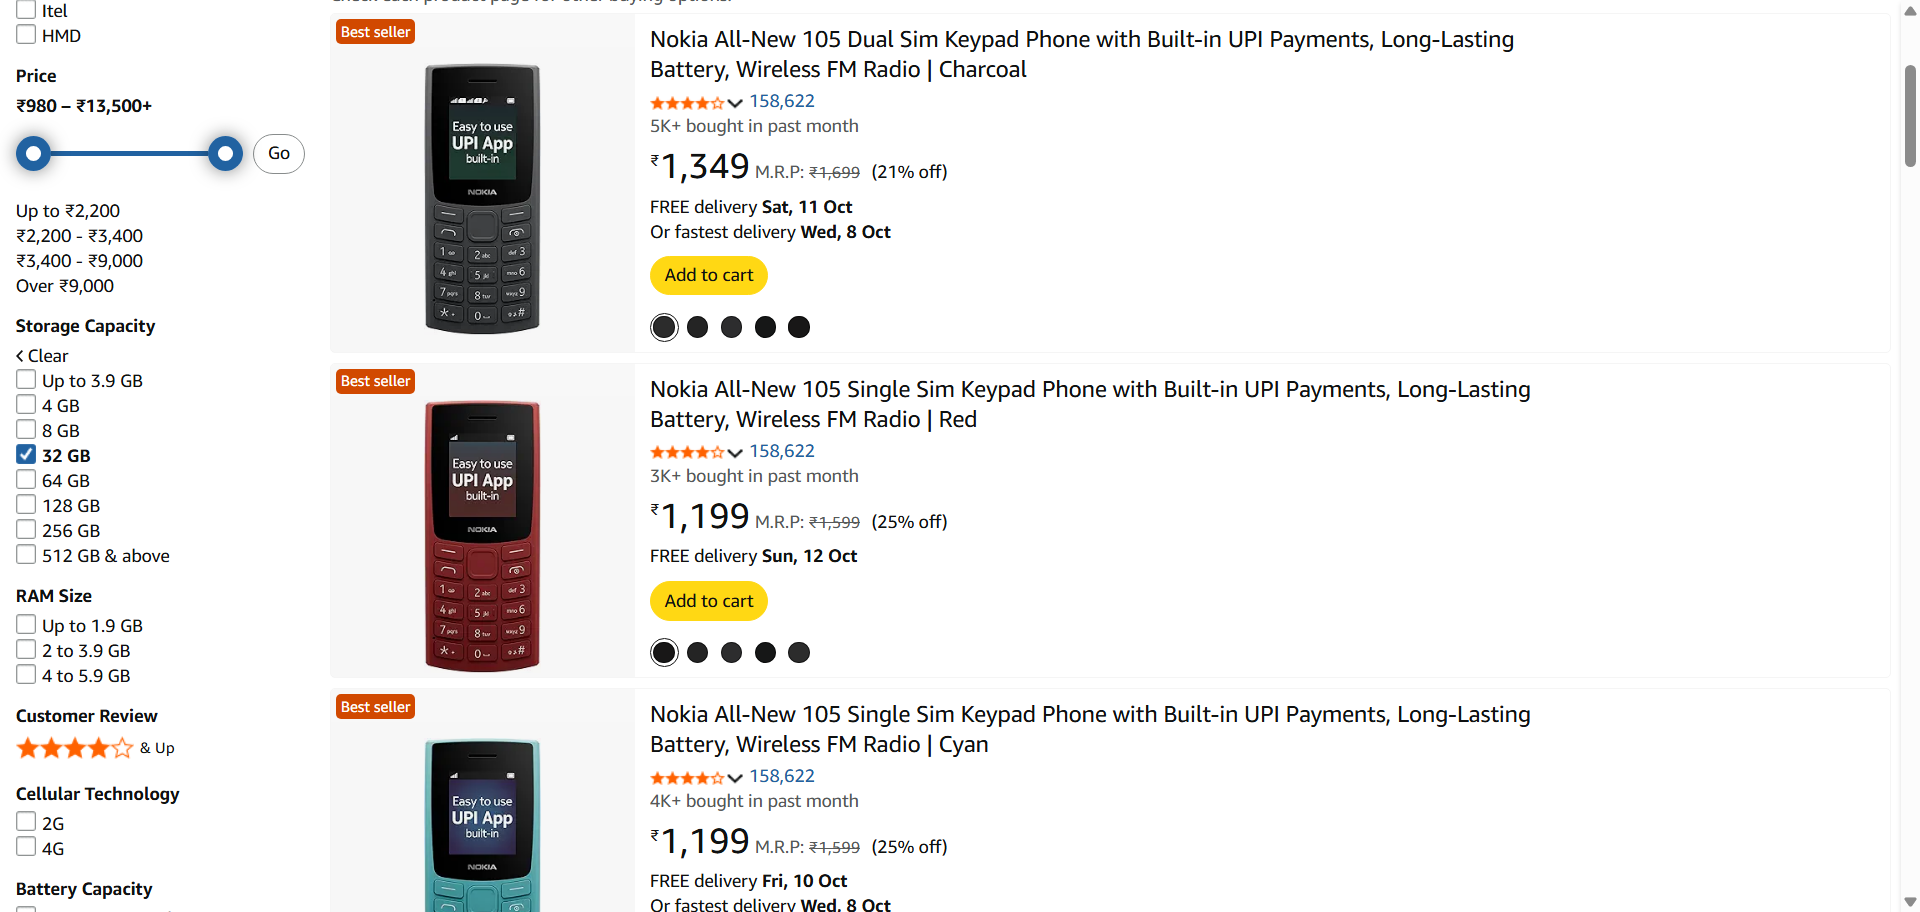 Itel
HMD
Price
₹980 – ₹13,500+
Go
Up to ₹2,200
₹2,200 - ₹3,400
₹3,400 - ₹9,000
Over ₹9,000
Storage Capacity
Clear
Up to 3.9 GB
4 GB
8 GB
32 GB
64 GB
128 GB
256 GB
512 GB & above
RAM Size
Up to 1.9 GB
2 to 3.9 GB
4 to 5.9 GB
Customer Review
& Up
Cellular Technology
2G
4G
Battery Capacity
Check each product page for other buying options.
Best seller
Easy to use
UPI App
built-in
NOKIA
Nokia All-New 105 Dual Sim Keypad Phone with Built-in UPI Payments, Long-Lasting
Battery, Wireless FM Radio | Charcoal
158,622
5K+ bought in past month
₹1,349 M.R.P: ₹1,699 (21% off)
FREE delivery Sat, 11 Oct
Or fastest delivery Wed, 8 Oct
Add to cart
Best seller
Easy to use
UPI App
built-in
NOKIA
Nokia All-New 105 Single Sim Keypad Phone with Built-in UPI Payments, Long-Lasting
Battery, Wireless FM Radio | Red
158,622
3K+ bought in past month
₹1,199 M.R.P: ₹1,599 (25% off)
FREE delivery Sun, 12 Oct
Add to cart
Best seller
Easy to use
UPI App
built-in
NOKIA
Nokia All-New 105 Single Sim Keypad Phone with Built-in UPI Payments, Long-Lasting
Battery, Wireless FM Radio | Cyan
158,622
4K+ bought in past month
₹1,199 M.R.P: ₹1,599 (25% off)
FREE delivery Fri, 10 Oct
Or fastest delivery Wed, 8 Oct